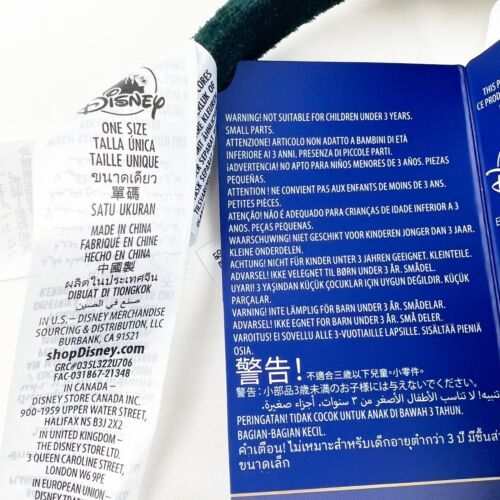 Disney
ONE SIZE
TALLA ÚNICA
TAILLE UNIQUE
ขนาดเดียว
單碼
SATU UKURAN
MADE IN CHINA
FABRIQUÉ EN CHINE
HECHO EN CHINA
中國製
ผลิตในประเทศจีน
DIBUAT DI TIONGKOK
صنع في الصين
IN U.S. – DISNEY MERCHANDISE
SOURCING & DISTRIBUTION, LLC
BURBANK, CA 91521
shopDisney.com
GRC#035L322U706
FAC-031867-21348
IN CANADA –
DISNEY STORE CANADA INC.
900-1959 UPPER WATER STREET,
HALIFAX NS B3J 2X2
IN UNITED KINGDOM –
THE DISNEY STORE LTD.
3 QUEEN CAROLINE STREET,
LONDON W6 9PE
IN EUROPEAN UNION –
WARNING! NOT SUITABLE FOR CHILDREN UNDER 3 YEARS.
SMALL PARTS.
ATTENZIONE! ARTICOLO NON ADATTO A BAMBINI DI ETÀ
INFERIORE AI 3 ANNI. PRESENZA DI PICCOLE PARTI.
¡ADVERTENCIA! NO APTO PARA NIÑOS MENORES DE 3 AÑOS. PIEZAS
PEQUEÑAS.
ATTENTION ! NE CONVIENT PAS AUX ENFANTS DE MOINS DE 3 ANS.
PETITES PIÈCES.
ATENÇÃO! NÃO É ADEQUADO PARA CRIANÇAS DE IDADE INFERIOR A 3
ANOS. PEÇAS PEQUENAS.
WAARSCHUWING! NIET GESCHIKT VOOR KINDEREN JONGER DAN 3 JAAR.
KLEINE ONDERDELEN.
ACHTUNG! NICHT FÜR KINDER UNTER 3 JAHREN GEEIGNET. KLEINTEILE.
ADVARSEL! IKKE VELEGNET TIL BØRN UNDER 3 ÅR. SMÅDEL.
UYARI! 3 YAŞINDAN KÜÇÜK ÇOCUKLAR İÇİN UYGUN DEĞİLDİR. KÜÇÜK
PARÇALAR.
VARNING! INTE LÄMPLIG FÖR BARN UNDER 3 ÅR. SMÅDELAR.
ADVARSEL! IKKE EGNET FOR BARN UNDER 3 ÅR. SMÅ DELER.
VAROITUS! EI SOVELLU ALLE 3-VUOTIAILLE LAPSILLE. SISÄLTÄÄ PIENIÄ
OSIA.
警告! 不適合三歲以下兒童。小零件。
警告:小部品3歳未満のお子様には与えないでください。
تنبيه! لا تناسب الأطفال الأصغر من ٣ سنوات. أجزاء صغيرة.
PERINGATAN! TIDAK COCOK UNTUK ANAK DI BAWAH 3 TAHUN.
BAGIAN-BAGIAN KECIL.
คำเตือน! ไม่เหมาะสำหรับเด็กอายุต่ำกว่า 3 ปี มีชิ้นส่
ขนาดเล็ก
THIS
CE PROD